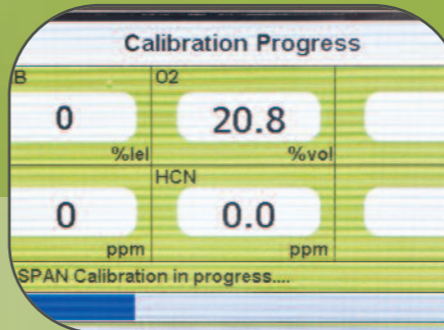 Calibration Progress
B O2
0 20.8
%lel %vol
HCN
0 0.0
ppm ppm
SPAN Calibration in progress....